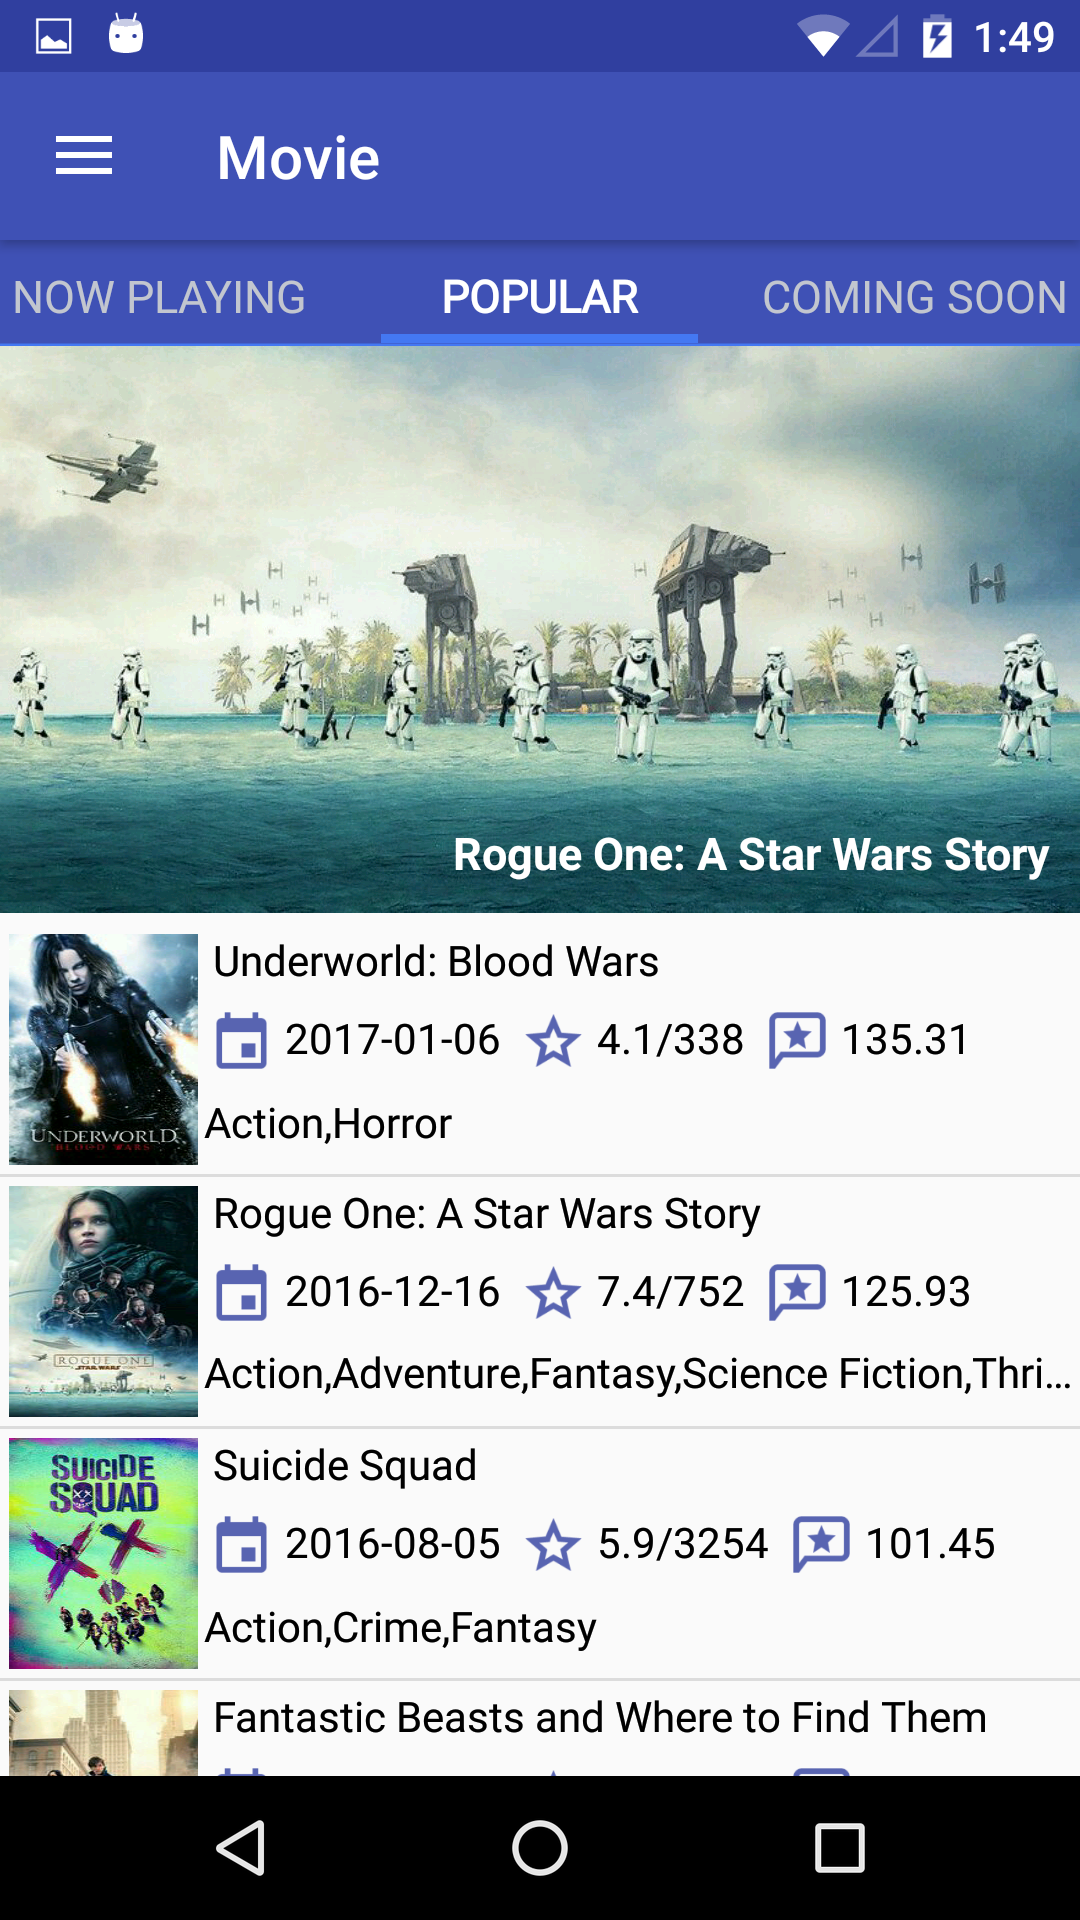 1:49
Movie
NOW PLAYING POPULAR COMING SOON
Rogue One: A Star Wars Story
Underworld: Blood Wars
2017-01-06 4.1/338 135.31
Action,Horror
UNDERWORLD
BLOOD WARS
Rogue One: A Star Wars Story
2016-12-16 7.4/752 125.93
Action,Adventure,Fantasy,Science Fiction,Thri...
ROGUE ONE
A STAR WARS STORY
Suicide Squad
2016-08-05 5.9/3254 101.45
Action,Crime,Fantasy
SUICIDE
SQUAD
Fantastic Beasts and Where to Find Them